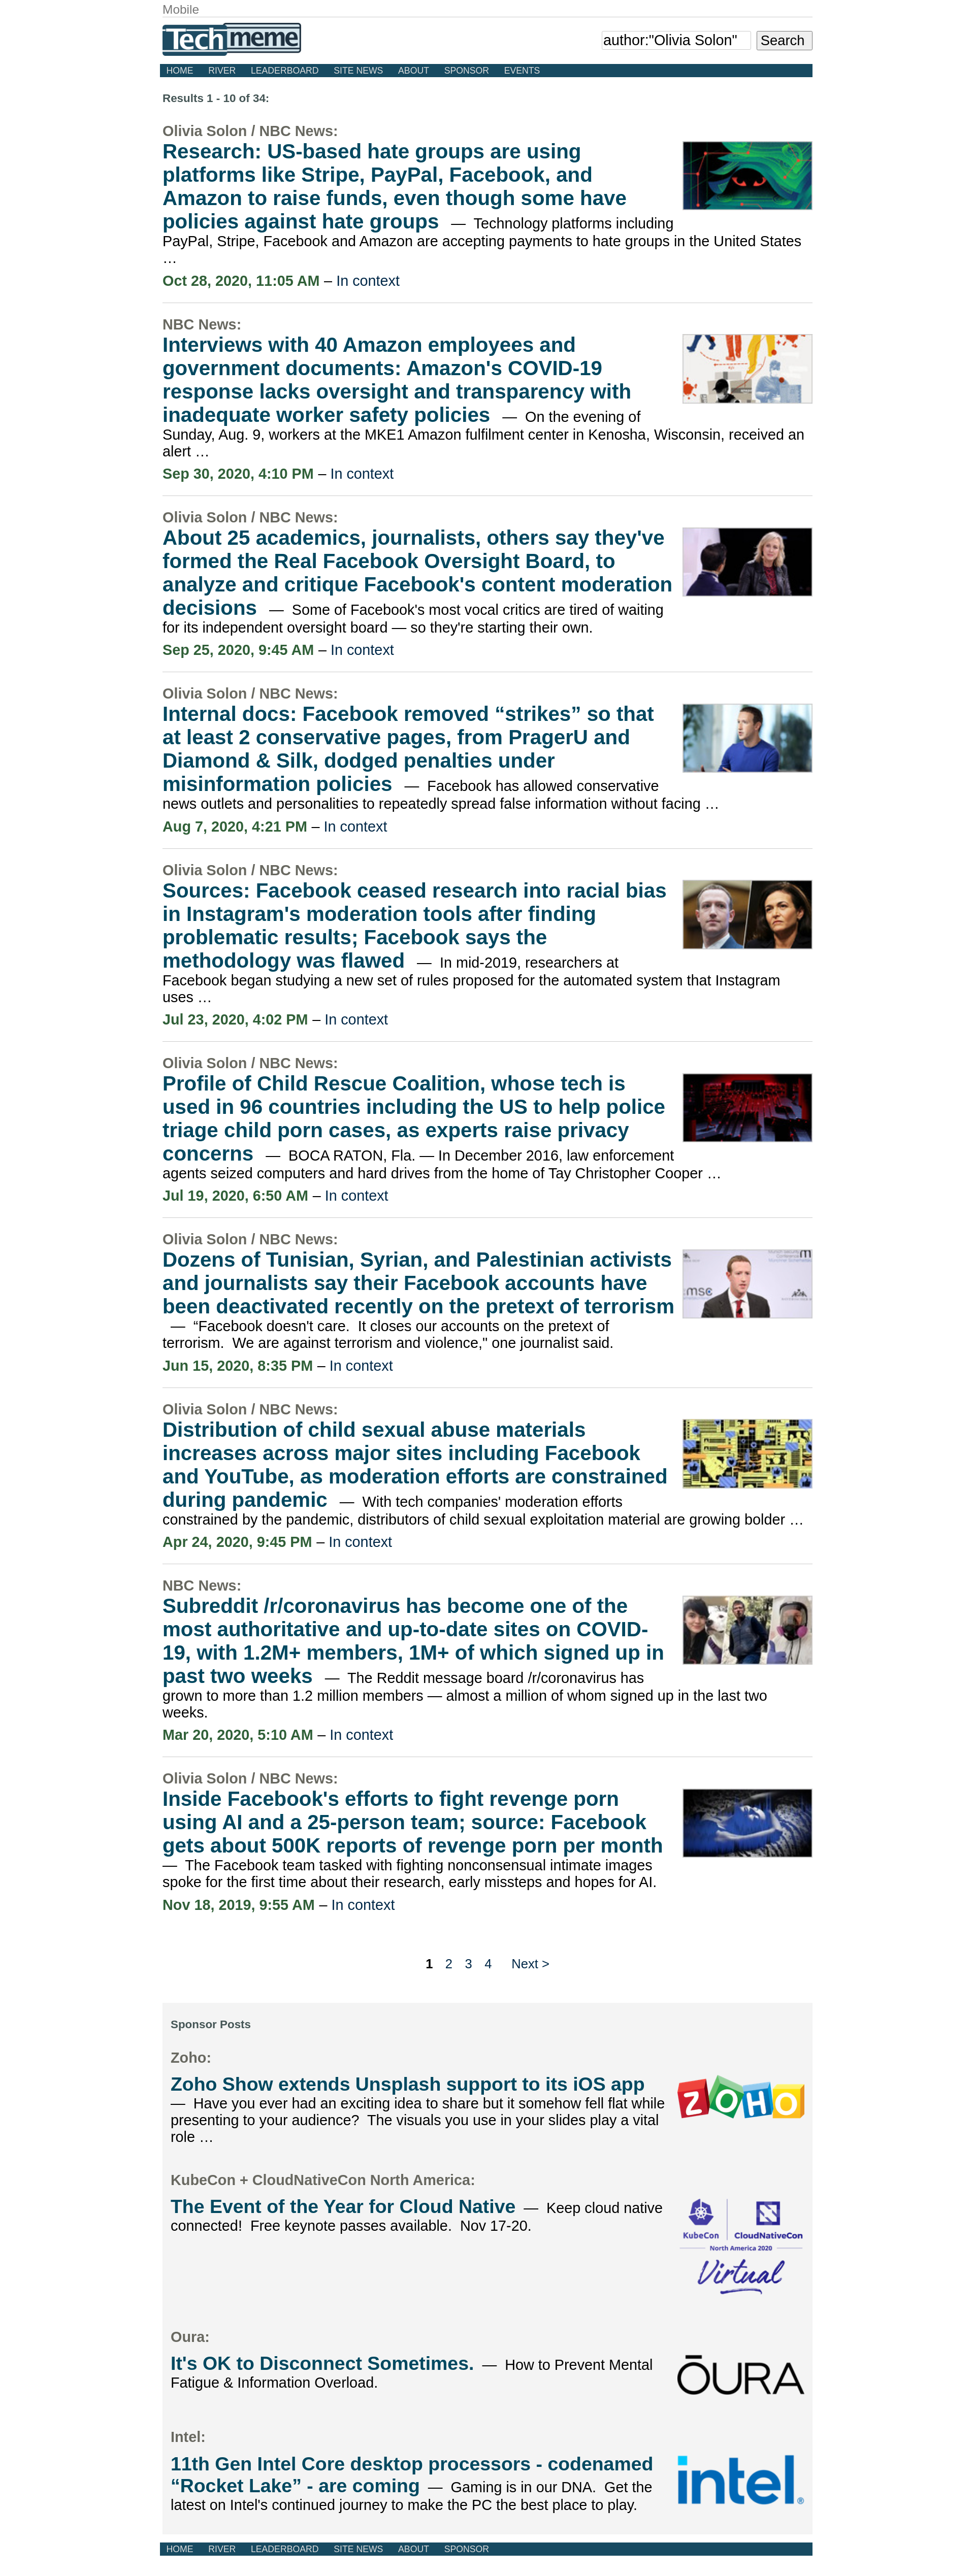 Mobile
Techmeme
author:"Olivia Solon" Search
HOME RIVER LEADERBOARD SITE NEWS ABOUT SPONSOR EVENTS
Results 1 - 10 of 34:
Olivia Solon / NBC News:
Research: US-based hate groups are using
platforms like Stripe, PayPal, Facebook, and
Amazon to raise funds, even though some have
policies against hate groups — Technology platforms including
PayPal, Stripe, Facebook and Amazon are accepting payments to hate groups in the United States
…
Oct 28, 2020, 11:05 AM – In context
NBC News:
Interviews with 40 Amazon employees and
government documents: Amazon's COVID-19
response lacks oversight and transparency with
inadequate worker safety policies — On the evening of
Sunday, Aug. 9, workers at the MKE1 Amazon fulfilment center in Kenosha, Wisconsin, received an
alert …
Sep 30, 2020, 4:10 PM – In context
Olivia Solon / NBC News:
About 25 academics, journalists, others say they've
formed the Real Facebook Oversight Board, to
analyze and critique Facebook's content moderation
decisions — Some of Facebook's most vocal critics are tired of waiting
for its independent oversight board — so they're starting their own.
Sep 25, 2020, 9:45 AM – In context
Olivia Solon / NBC News:
Internal docs: Facebook removed “strikes” so that
at least 2 conservative pages, from PragerU and
Diamond & Silk, dodged penalties under
misinformation policies — Facebook has allowed conservative
news outlets and personalities to repeatedly spread false information without facing …
Aug 7, 2020, 4:21 PM – In context
Olivia Solon / NBC News:
Sources: Facebook ceased research into racial bias
in Instagram's moderation tools after finding
problematic results; Facebook says the
methodology was flawed — In mid-2019, researchers at
Facebook began studying a new set of rules proposed for the automated system that Instagram
uses …
Jul 23, 2020, 4:02 PM – In context
Olivia Solon / NBC News:
Profile of Child Rescue Coalition, whose tech is
used in 96 countries including the US to help police
triage child porn cases, as experts raise privacy
concerns — BOCA RATON, Fla. — In December 2016, law enforcement
agents seized computers and hard drives from the home of Tay Christopher Cooper …
Jul 19, 2020, 6:50 AM – In context
Olivia Solon / NBC News:
Dozens of Tunisian, Syrian, and Palestinian activists
and journalists say their Facebook accounts have
been deactivated recently on the pretext of terrorism
— “Facebook doesn't care. It closes our accounts on the pretext of
terrorism. We are against terrorism and violence," one journalist said.
msc
Jun 15, 2020, 8:35 PM – In context
Olivia Solon / NBC News:
Distribution of child sexual abuse materials
increases across major sites including Facebook
and YouTube, as moderation efforts are constrained
during pandemic — With tech companies' moderation efforts
constrained by the pandemic, distributors of child sexual exploitation material are growing bolder …
Apr 24, 2020, 9:45 PM – In context
NBC News:
Subreddit /r/coronavirus has become one of the
most authoritative and up-to-date sites on COVID-
19, with 1.2M+ members, 1M+ of which signed up in
past two weeks — The Reddit message board /r/coronavirus has
grown to more than 1.2 million members — almost a million of whom signed up in the last two
weeks.
Mar 20, 2020, 5:10 AM – In context
Olivia Solon / NBC News:
Inside Facebook's efforts to fight revenge porn
using AI and a 25-person team; source: Facebook
gets about 500K reports of revenge porn per month
— The Facebook team tasked with fighting nonconsensual intimate images
spoke for the first time about their research, early missteps and hopes for AI.
Nov 18, 2019, 9:55 AM – In context
1 2 3 4 Next >
Sponsor Posts
Zoho:
Zoho Show extends Unsplash support to its iOS app
— Have you ever had an exciting idea to share but it somehow fell flat while
presenting to your audience? The visuals you use in your slides play a vital
role …
ZOHO
KubeCon + CloudNativeCon North America:
The Event of the Year for Cloud Native — Keep cloud native
connected! Free keynote passes available. Nov 17-20.
KubeCon CloudNativeCon
North America 2020
Virtual
Oura:
It's OK to Disconnect Sometimes. — How to Prevent Mental
Fatigue & Information Overload.
ŌURA
Intel:
11th Gen Intel Core desktop processors - codenamed
“Rocket Lake” - are coming — Gaming is in our DNA. Get the
latest on Intel's continued journey to make the PC the best place to play.
intel®
HOME RIVER LEADERBOARD SITE NEWS ABOUT SPONSOR